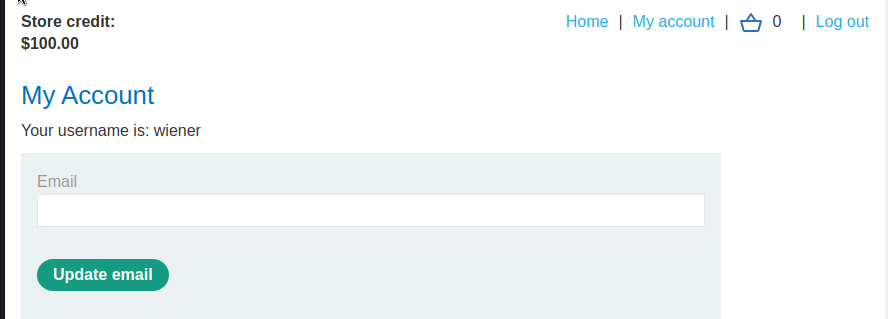 Store credit:
$100.00
Home | My account | 0 | Log out
My Account
Your username is: wiener
Email
Update email